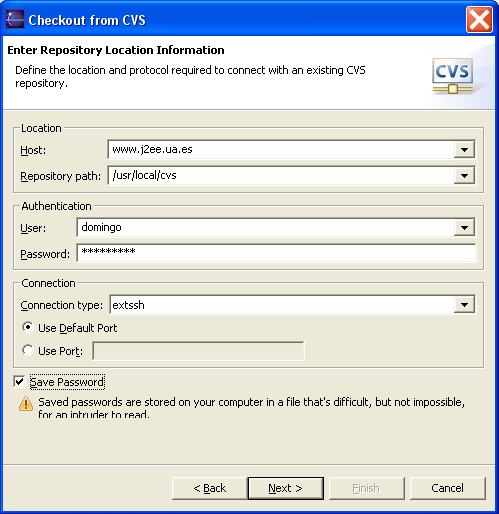 Checkout from CVS
Enter Repository Location Information
Define the location and protocol required to connect with an existing CVS
repository.
CVS
Location
Host: www.j2ee.ua.es
Repository path: /usr/local/cvs
Authentication
User: domingo
Password: *********
Connection
Connection type: extssh
Use Default Port
Use Port:
Save Password
Saved passwords are stored on your computer in a file that's difficult, but not impossible,
for an intruder to read.
< Back Next > Finish Cancel